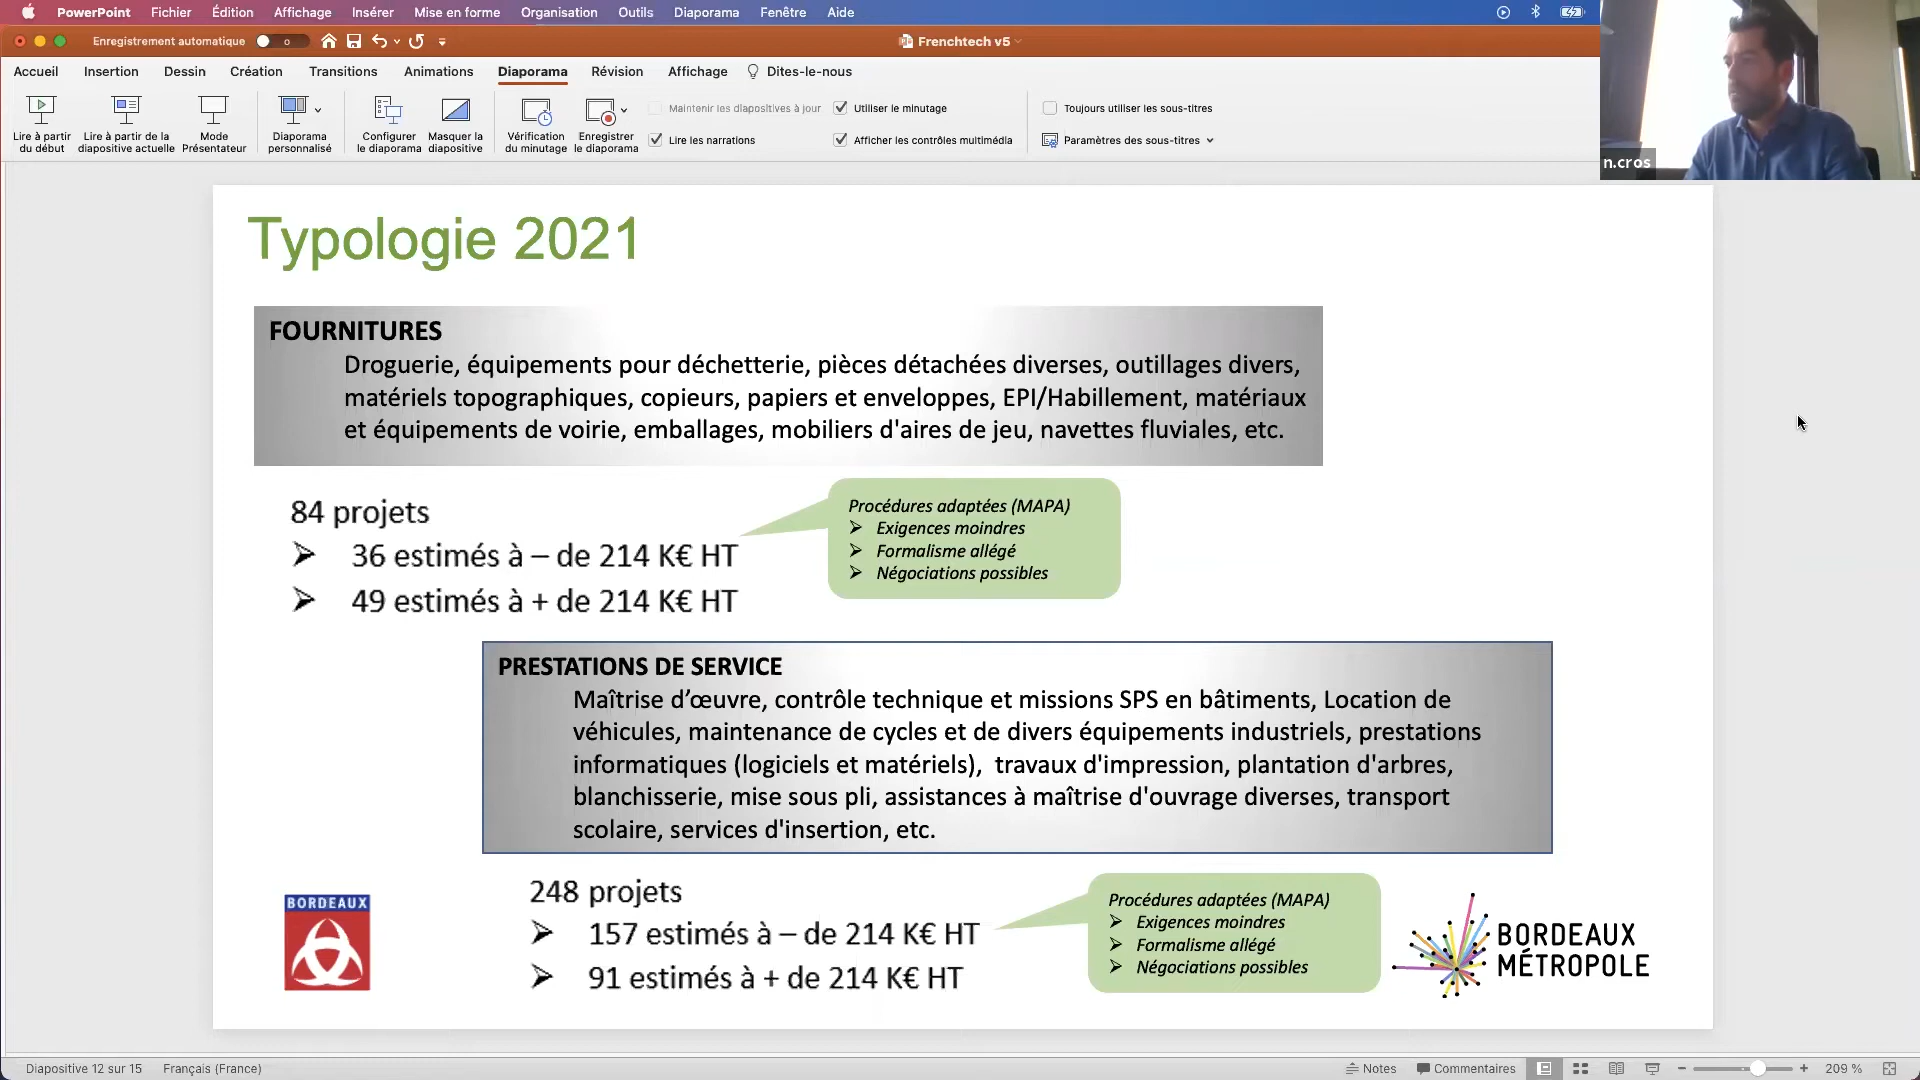 PowerPoint Fichier Édition Affichage Insérer Mise en forme Organisation Outils Diaporama Fenêtre Aide
Enregistrement automatique
Frenchtech v5
Accueil Insertion Dessin Création Transitions Animations Diaporama Révision Affichage Dites-le-nous
Lire à partir
du début
Lire à partir de la
diapositive actuelle
Mode
Présentateur
Diaporama
personnalisé
Configurer
le diaporama
Masquer la
diapositive
Vérification
du minutage
Enregistrer
le diaporama
Maintenir les diapositives à jour
Lire les narrations
Utiliser le minutage
Afficher les contrôles multimédia
Toujours utiliser les sous-titres
Paramètres des sous-titres
n.cros
Typologie 2021
FOURNITURES
Droguerie, équipements pour déchetterie, pièces détachées diverses, outillages divers,
matériels topographiques, copieurs, papiers et enveloppes, EPI/Habillement, matériaux
et équipements de voirie, emballages, mobiliers d'aires de jeu, navettes fluviales, etc.
84 projets
➢ 36 estimés à – de 214 K€ HT
➢ 49 estimés à + de 214 K€ HT
Procédures adaptées (MAPA)
➢ Exigences moindres
➢ Formalisme allégé
➢ Négociations possibles
PRESTATIONS DE SERVICE
Maîtrise d’œuvre, contrôle technique et missions SPS en bâtiments, Location de
véhicules, maintenance de cycles et de divers équipements industriels, prestations
informatiques (logiciels et matériels), travaux d'impression, plantation d'arbres,
blanchisserie, mise sous pli, assistances à maîtrise d'ouvrage diverses, transport
scolaire, services d'insertion, etc.
248 projets
➢ 157 estimés à – de 214 K€ HT
➢ 91 estimés à + de 214 K€ HT
Procédures adaptées (MAPA)
➢ Exigences moindres
➢ Formalisme allégé
➢ Négociations possibles
BORDEAUX
BORDEAUX
MÉTROPOLE
Diapositive 12 sur 15 Français (France) Notes Commentaires 209 %